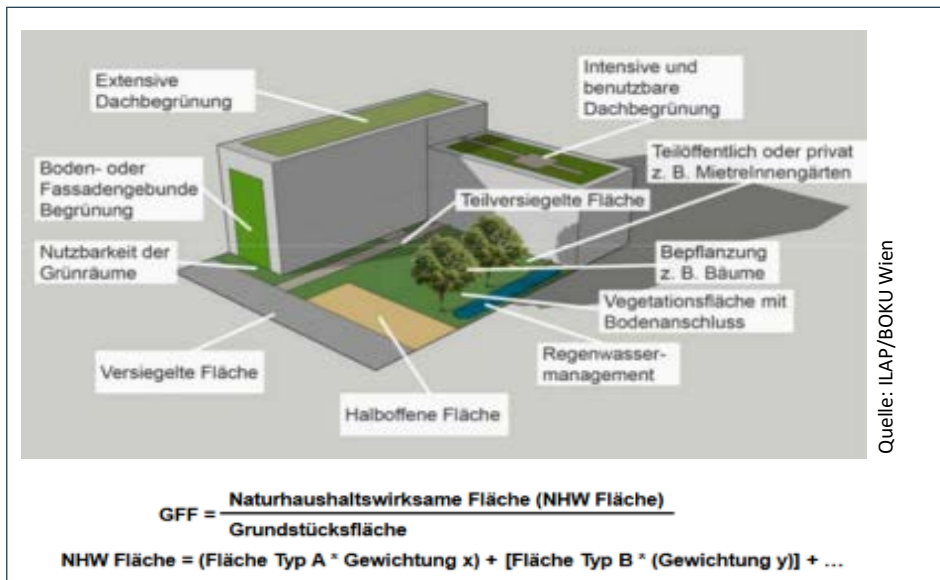 Extensive
Dachbegrünung
Intensive und
benutzbare
Dachbegrünung
Boden- oder
Fassadengebunde
Begrünung
Teilöffentlich oder privat
z. B. MietreInnengärten
Teilversiegelte Fläche
Nutzbarkeit der
Grünräume
Bepflanzung
z. B. Bäume
Vegetationsfläche mit
Bodenanschluss
Versiegelte Fläche
Regenwasser-
management
Halboffene Fläche
Quelle: ILAP/BOKU Wien
GFF = Naturhaushaltswirksame Fläche (NHW Fläche)
Grundstücksfläche
NHW Fläche = (Fläche Typ A * Gewichtung x) + [Fläche Typ B * (Gewichtung y)] + ...